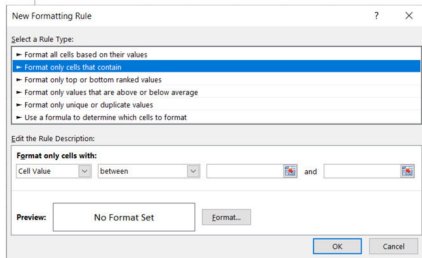 New Formatting Rule ? ×
Select a Rule Type:
► Format all cells based on their values
► Format only cells that contain
► Format only top or bottom ranked values
► Format only values that are above or below average
► Format only unique or duplicate values
► Use a formula to determine which cells to format
Edit the Rule Description:
Format only cells with:
Cell Value between and
Preview: No Format Set Format...
OK Cancel